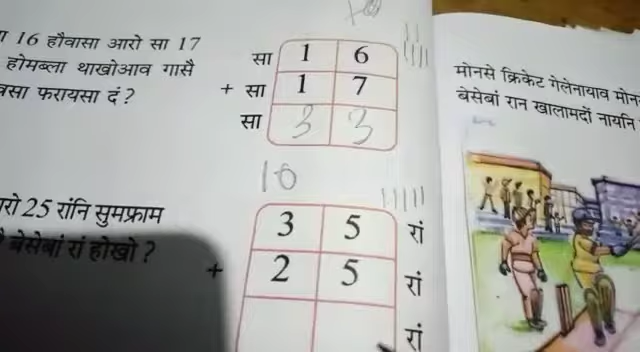 16 हौवासा आरो सा 17
होमब्ला थाखोआव गासै
फरायसा दं?
सा 1 6
+ सा 1 7
सा 3 3
10
25 रांनि सुमफ्राम
बेसेबां रां होखो?
3 5 रां
+ 2 5 रां
रां
मोनसे क्रिकेट गेलेनायाव
बेसेबां रान खालामदों नायनि